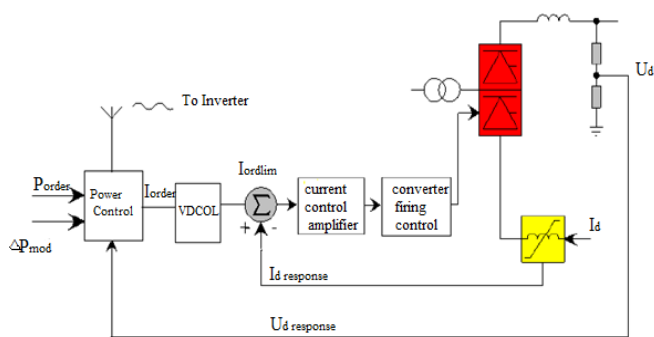 To Inverter
Ud
Porder
Power
Control
Iorder
VDCOL
Iordlim
Σ
+ -
current
control
amplifier
converter
firing
control
Id
ΔPmod
Id response
Ud response